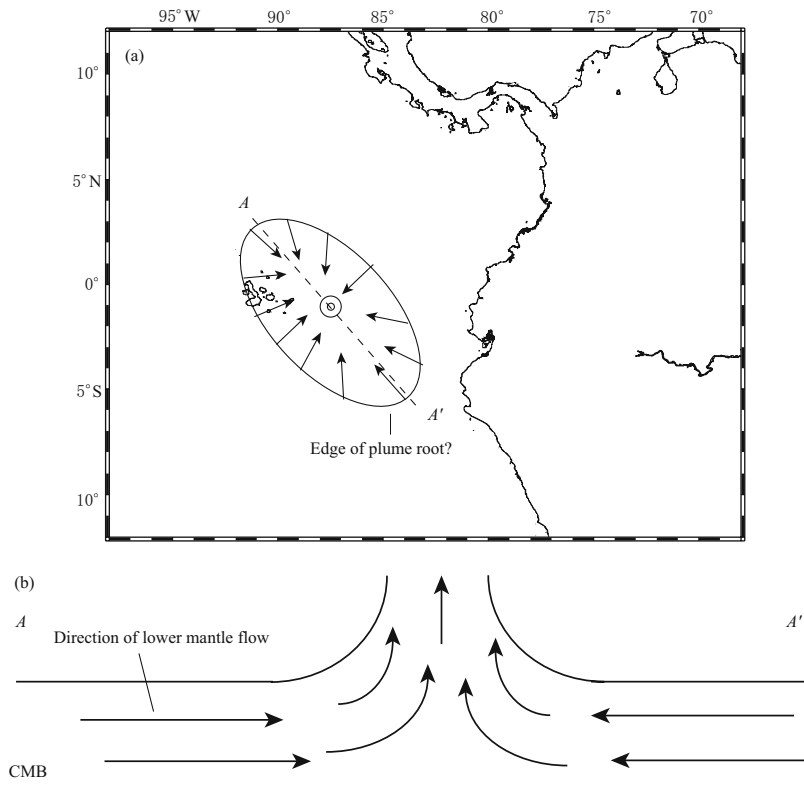 95°W 90° 85° 80° 75° 70°
(a)
10°
5°N
A
0°
5°S
A'
Edge of plume root?
10°
(b)
A
A'
Direction of lower mantle flow
CMB